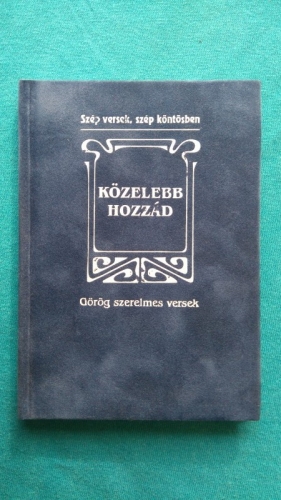 Szép versek, szép köntösben
KÖZELEBB
HOZZÁD
Görög szerelmes versek